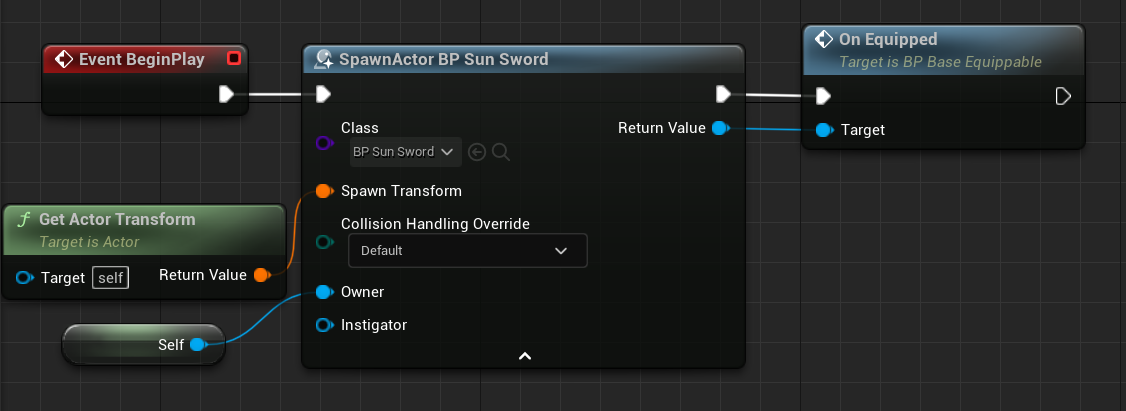 Event BeginPlay
SpawnActor BP Sun Sword
Class
BP Sun Sword
Return Value
Spawn Transform
Collision Handling Override
Default
Owner
Instigator
On Equipped
Target is BP Base Equippable
Target
f Get Actor Transform
Target is Actor
Target self Return Value
Self